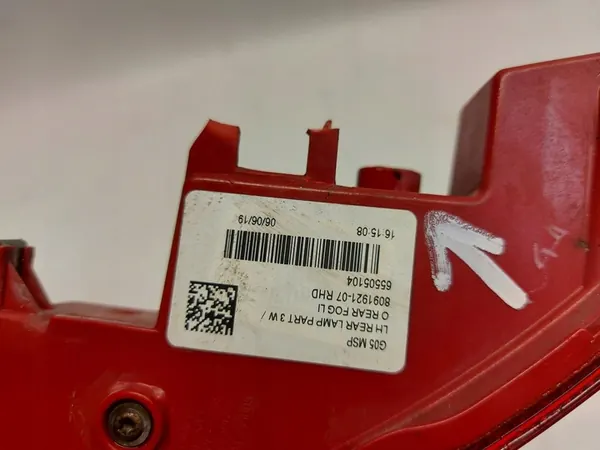 G05 MSP
LH REAR LAMP PART 3 W /
O REAR FOG LI
8091921-07 RHD
65505104
06/06/19 16-15-08